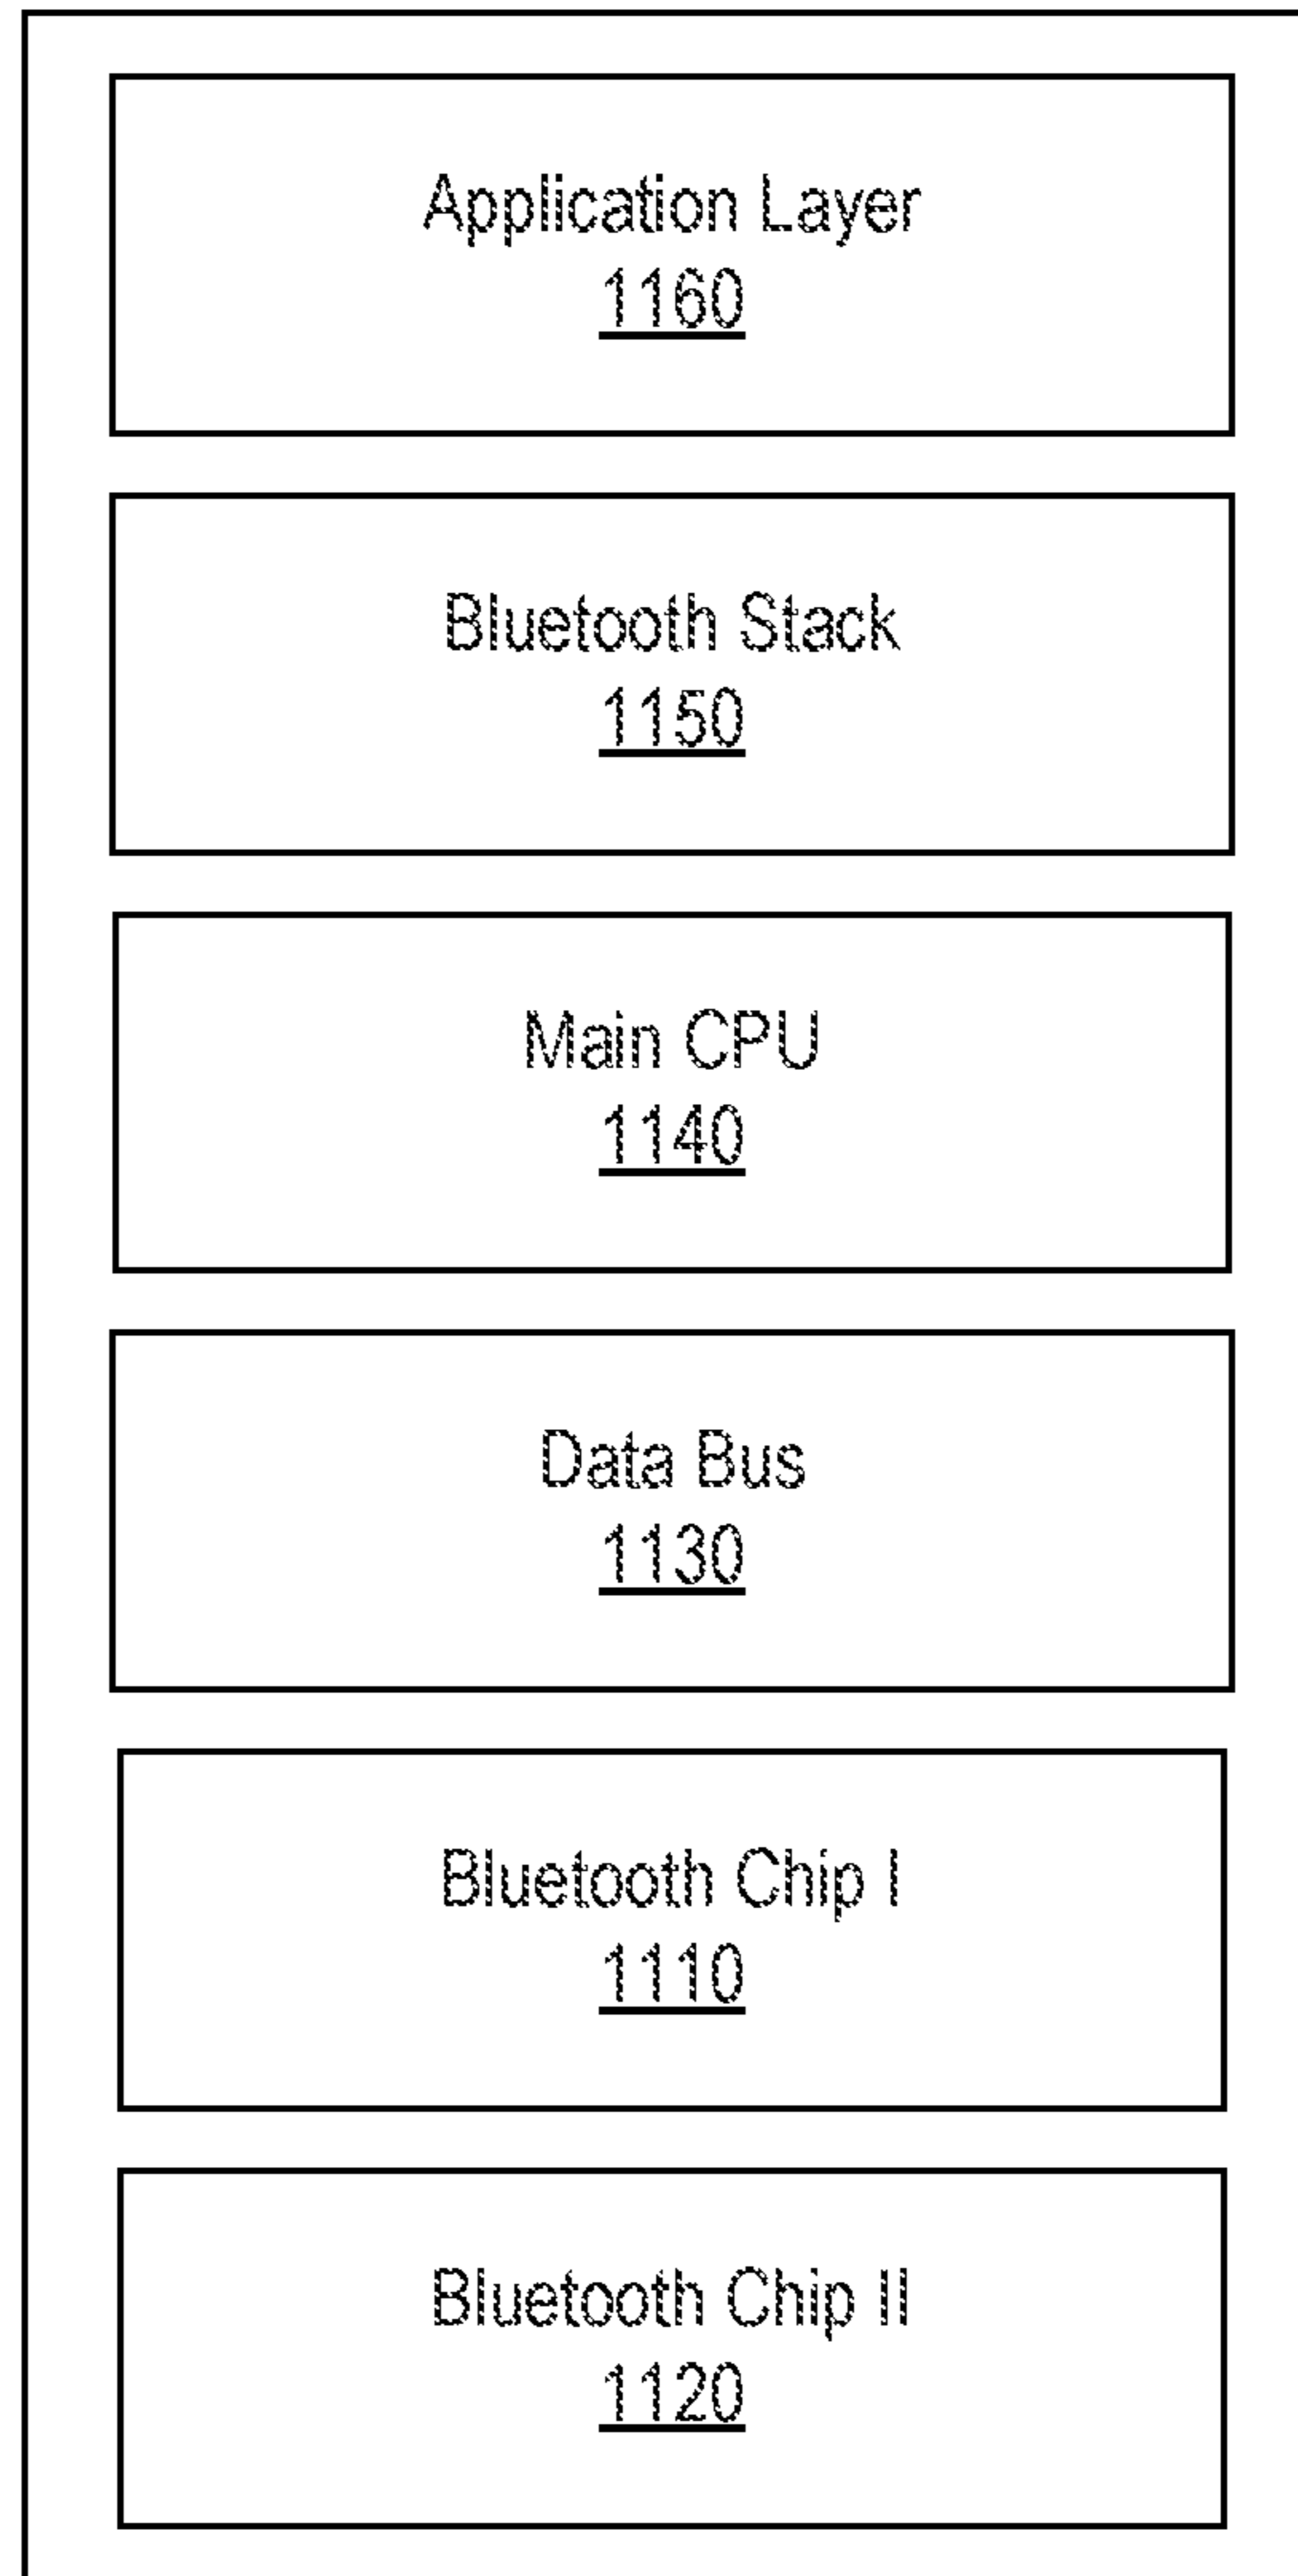 Application Layer
1160
Bluetooth Stack
1150
Main CPU
1140
Data Bus
1130
Bluetooth Chip I
1110
Bluetooth Chip II
1120